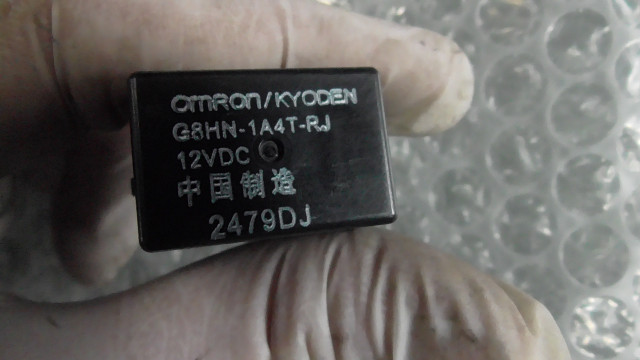 OMRON/KYODEN
G8HN-1A4T-RJ
12VDC
中国制造
2479DJ